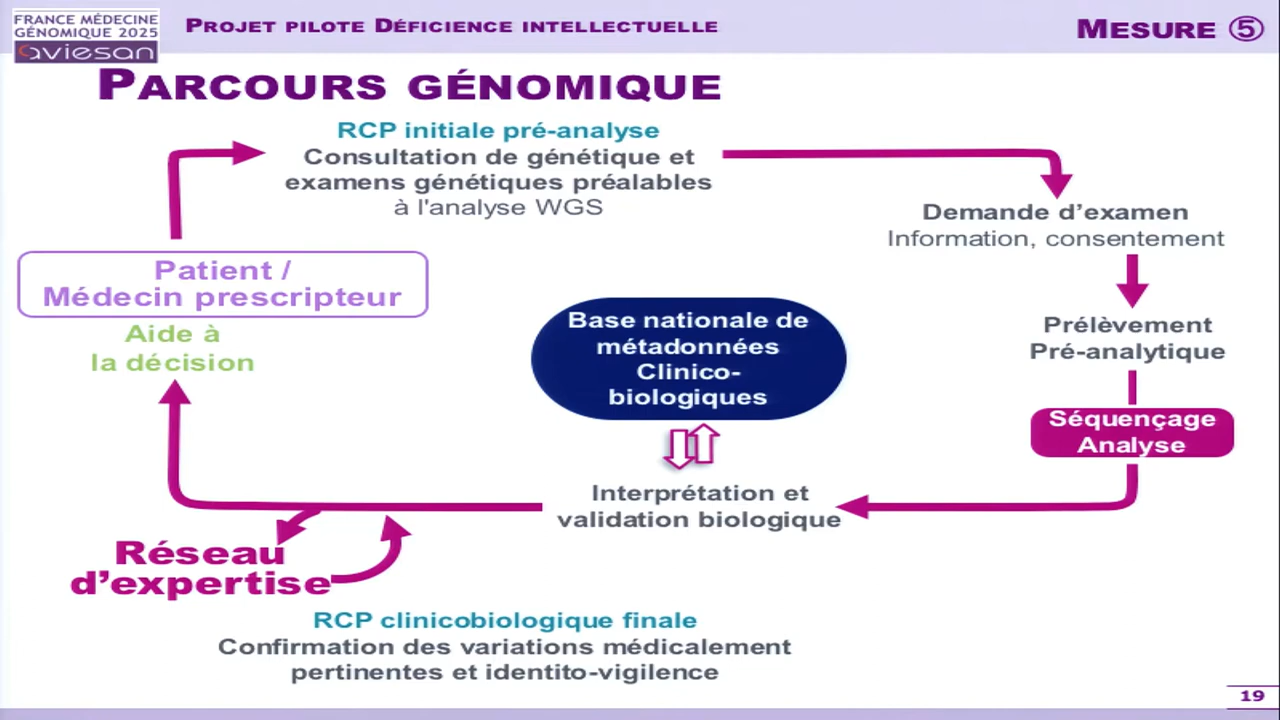 FRANCE MÉDECINE
GÉNOMIQUE 2025
aviesan
PROJET PILOTE DÉFICIENCE INTELLECTUELLE
MESURE ⑤
PARCOURS GÉNOMIQUE
RCP initiale pré-analyse
Consultation de génétique et
examens génétiques préalables
à l'analyse WGS
Demande d’examen
Information, consentement
Patient /
Médecin prescripteur
Aide à
la décision
Base nationale de
métadonnées
Clinico-
biologiques
Prélèvement
Pré-analytique
Séquençage
Analyse
Interprétation et
validation biologique
Réseau
d’expertise
RCP clinicobiologique finale
Confirmation des variations médicalement
pertinentes et identito-vigilence
19